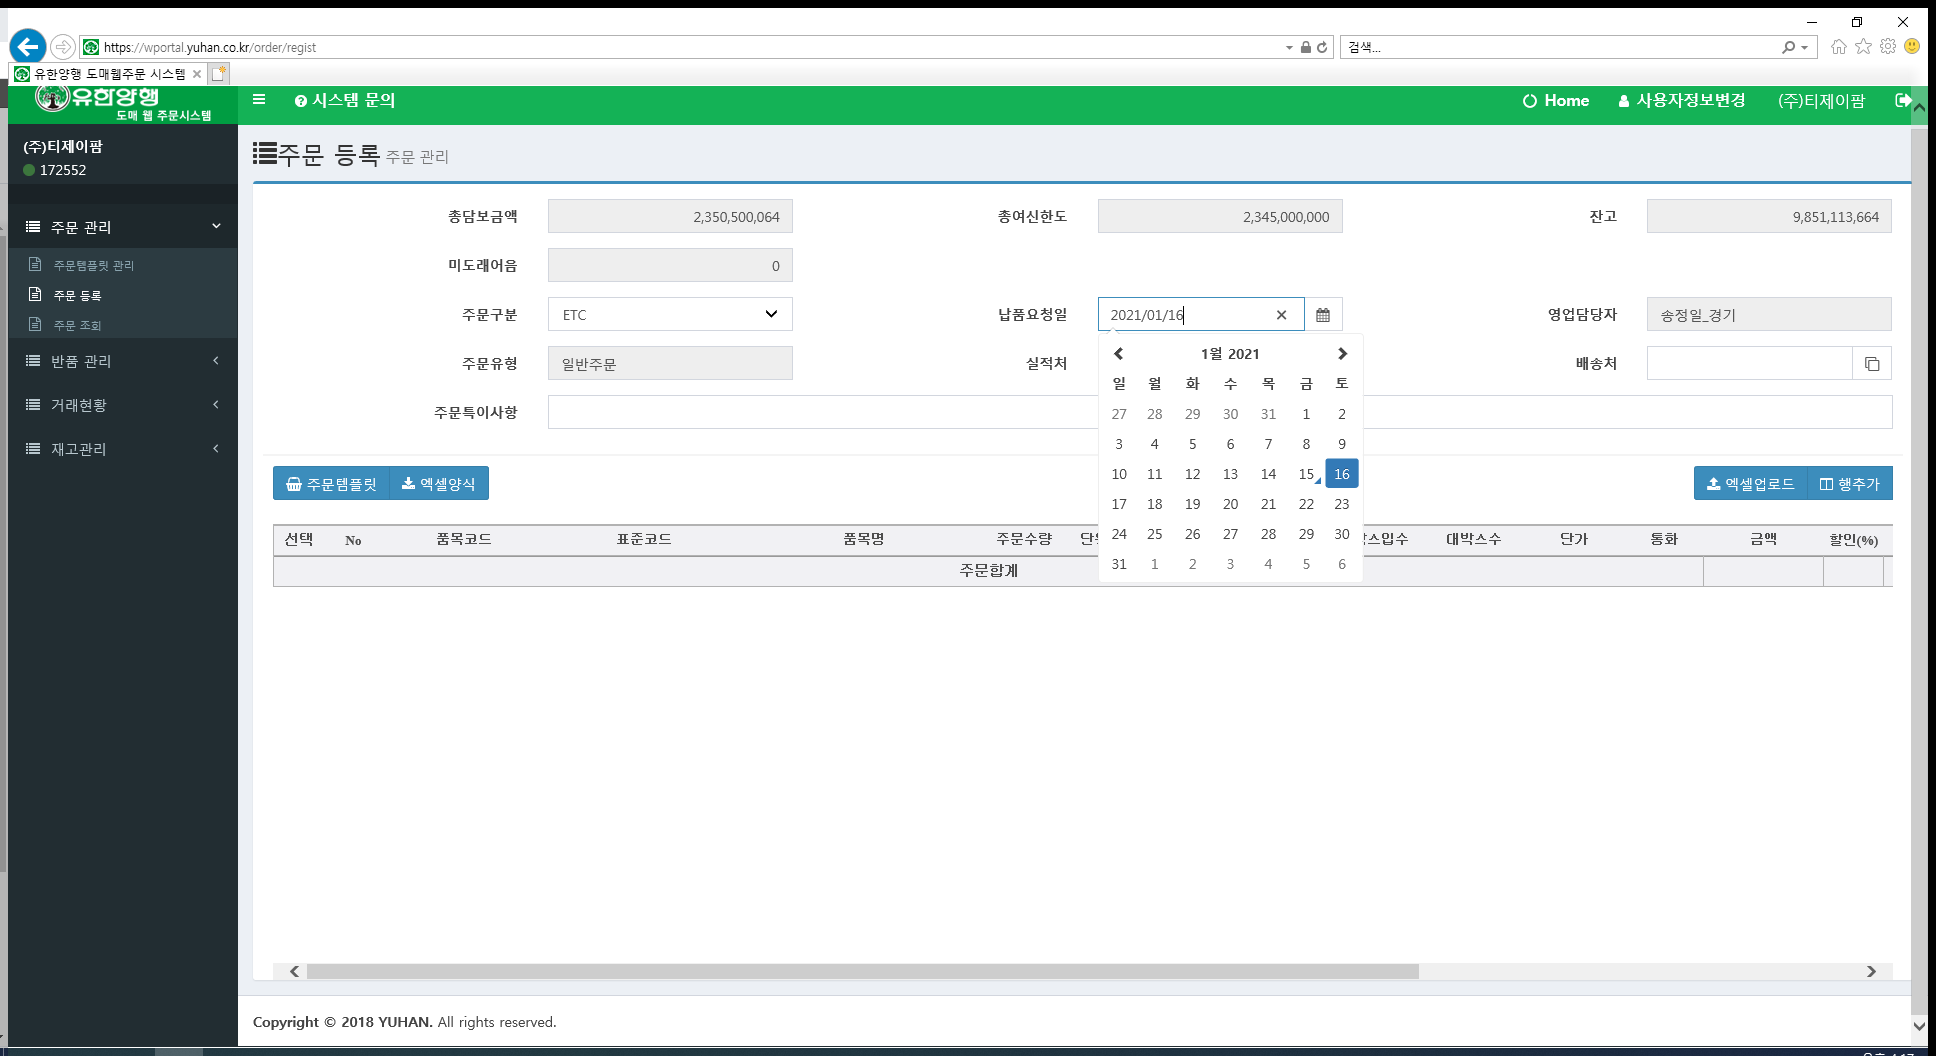 https://wportal.yuhan.co.kr/order/regist
검색...
유한양행 도매웹주문 시스템
유한양행
도매 웹 주문시스템
시스템 문의
Home
사용자정보변경
(주)티제이팜
(주)티제이팜
172552
주문 관리
주문템플릿 관리
주문 등록
주문 조회
반품 관리
거래현황
재고관리
주문 등록 주문 관리
총담보금액 2,350,500,064 총여신한도 2,345,000,000 잔고 9,851,113,664
미도래어음 0
주문구분 ETC 납품요청일 2021/01/16 영업담당자 송정일_경기
주문유형 일반주문 실적처 배송처
주문특이사항
1월 2021
일 월 화 수 목 금 토
27 28 29 30 31 1 2
3 4 5 6 7 8 9
10 11 12 13 14 15 16
17 18 19 20 21 22 23
24 25 26 27 28 29 30
31 1 2 3 4 5 6
주문템플릿 엑셀양식 엑셀업로드 행추가
선택 No 품목코드 표준코드 품목명 주문수량 스입수 대박스수 단가 통화 금액 할인(%)
주문합계
Copyright © 2018 YUHAN. All rights reserved.